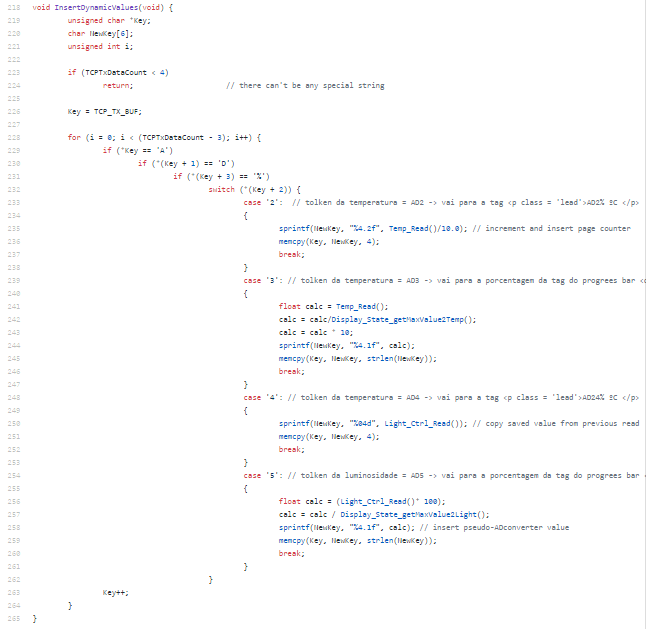 218 void InsertDynamicValues(void) {
219 unsigned char *Key;
220 char NewKey[6];
221 unsigned int i;
222
223 if (TCPTxDataCount < 4)
224 return; // there can't be any special string
225
226 Key = TCP_TX_BUF;
227
228 for (i = 0; i < (TCPTxDataCount - 3); i++) {
229 if (*Key == 'A')
230 if (*(Key + 1) == 'D')
231 if (*(Key + 3) == '%')
232 switch (*(Key + 2)) {
233 case '2': // tolken da temperatura = AD2 -> vai para a tag <p class = 'lead'>AD2% ºC </p>
234 {
235 sprintf(NewKey, "%4.2f", Temp_Read()/10.0); // increment and insert page counter
236 memcpy(Key, NewKey, 4);
237 break;
238 }
239 case '3': // tolken da temperatura = AD3 -> vai para a porcentagem da tag do progrees bar <
240 {
241 float calc = Temp_Read();
242 calc = calc/Display_State_getMaxValue2Temp();
243 calc = calc * 10;
244 sprintf(NewKey, "%4.1f", calc);
245 memcpy(Key, NewKey, strlen(NewKey));
246 break;
247 }
248 case '4': // tolken da temperatura = AD4 -> vai para a tag <p class = 'lead'>AD24% ºC </p>
249 {
250 sprintf(NewKey, "%04d", Light_Ctrl_Read()); // copy saved value from previous read
251 memcpy(Key, NewKey, 4);
252 break;
253 }
254 case '5': // tolken da luminosidade = AD5 -> vai para a porcentagem da tag do progrees bar
255 {
256 float calc = (Light_Ctrl_Read()* 100);
257 calc = calc / Display_State_getMaxValue2Light();
258 sprintf(NewKey, "%4.1f", calc); // insert pseudo-ADconverter value
259 memcpy(Key, NewKey, strlen(NewKey));
260 break;
261 }
262 }
263 Key++;
264 }
265 }